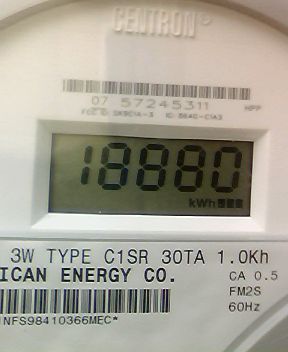 CENTRON®
07 57245311
HPP
18880
kWh
3W TYPE C1SR 30TA 1.0Kh
ICAN ENERGY CO.
CA 0.5
FM2S
60Hz
NFS98410366MEC*